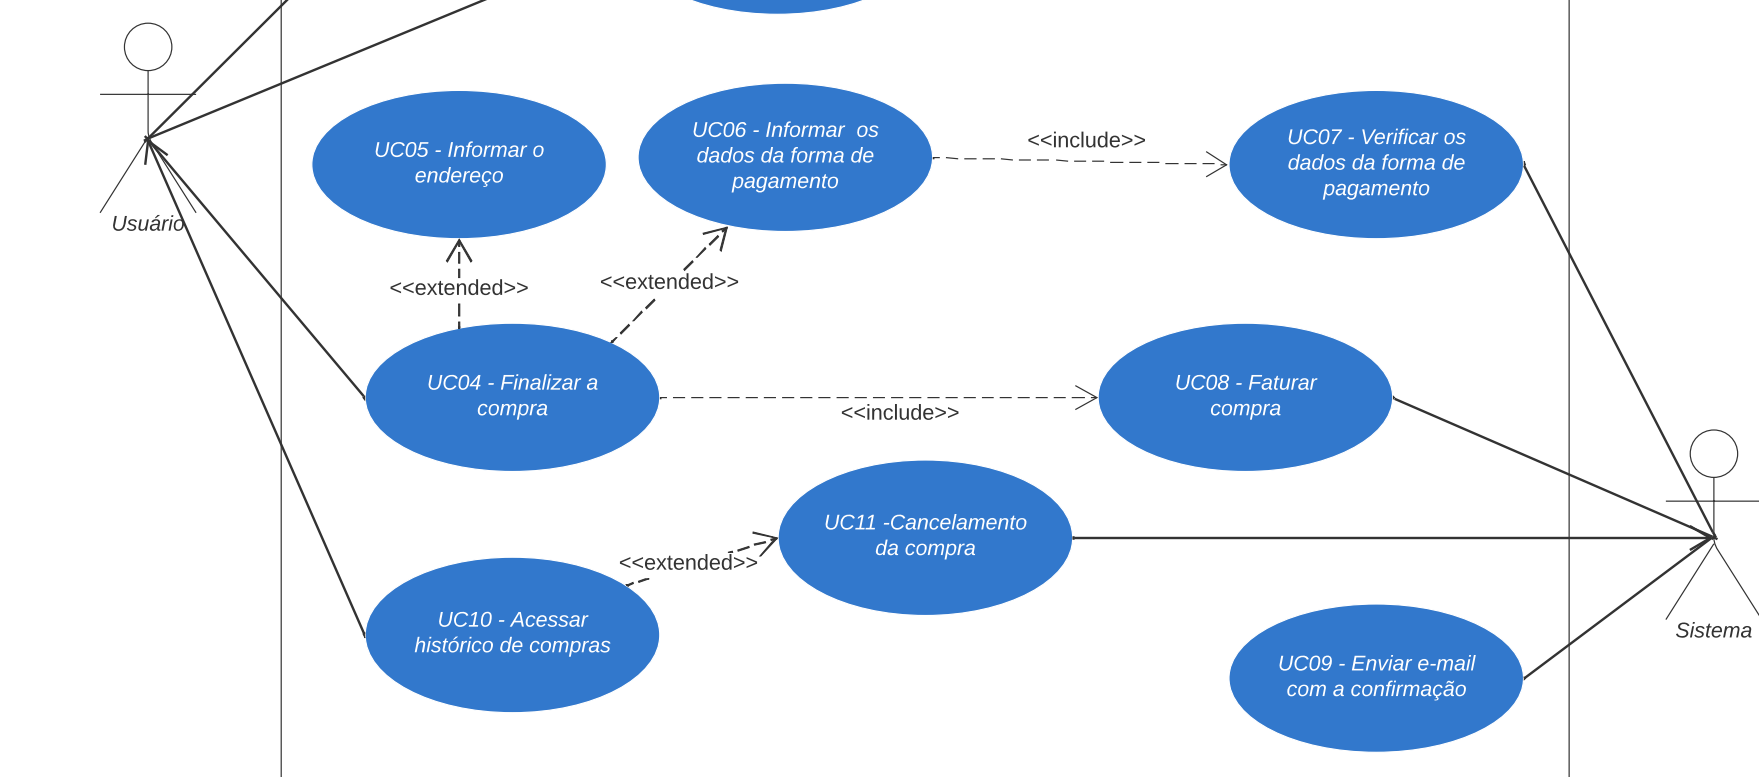 UC05 - Informar o
endereço
UC06 - Informar  os
dados da forma de
pagamento
<<include>>
UC07 - Verificar os
dados da forma de
pagamento
Usuário
<<extended>>
<<extended>>
UC04 - Finalizar a
compra
<<include>>
UC08 - Faturar
compra
UC11 -Cancelamento
da compra
<<extended>>
UC10 - Acessar
histórico de compras
Sistema
UC09 - Enviar e-mail
com a confirmação